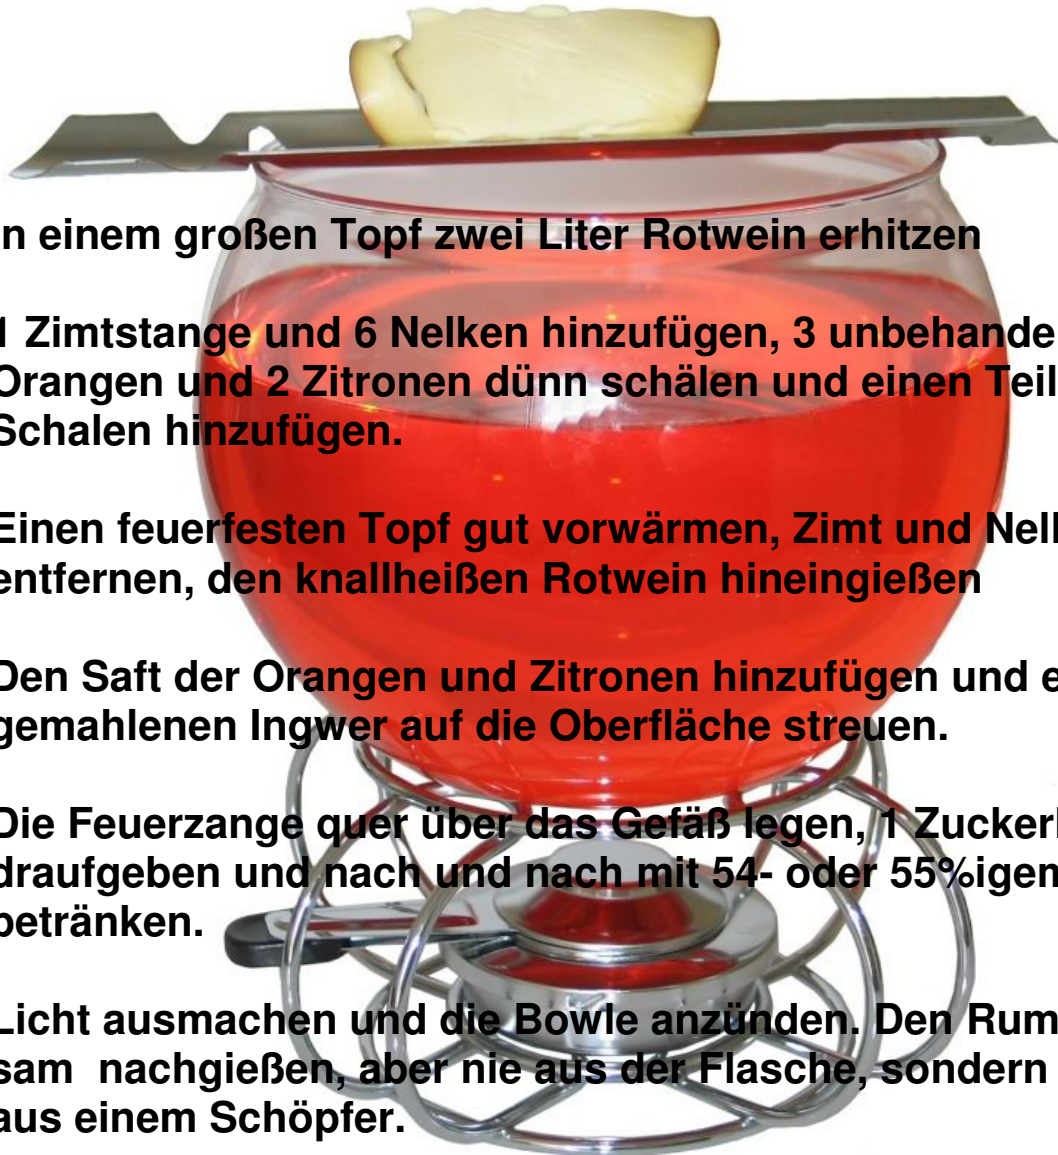 n einem großen Topf zwei Liter Rotwein erhitzen
1 Zimtstange und 6 Nelken hinzufügen, 3 unbehande
Orangen und 2 Zitronen dünn schälen und einen Teil
Schalen hinzufügen.
Einen feuerfesten Topf gut vorwärmen, Zimt und Nelk
entfernen, den knallheißen Rotwein hineingießen
Den Saft der Orangen und Zitronen hinzufügen und e
gemahlenen Ingwer auf die Oberfläche streuen.
Die Feuerzange quer über das Gefäß legen, 1 Zuckerh
draufgeben und nach und nach mit 54- oder 55%igem
betränken.
Licht ausmachen und die Bowle anzünden. Den Rum
sam nachgießen, aber nie aus der Flasche, sondern
aus einem Schöpfer.